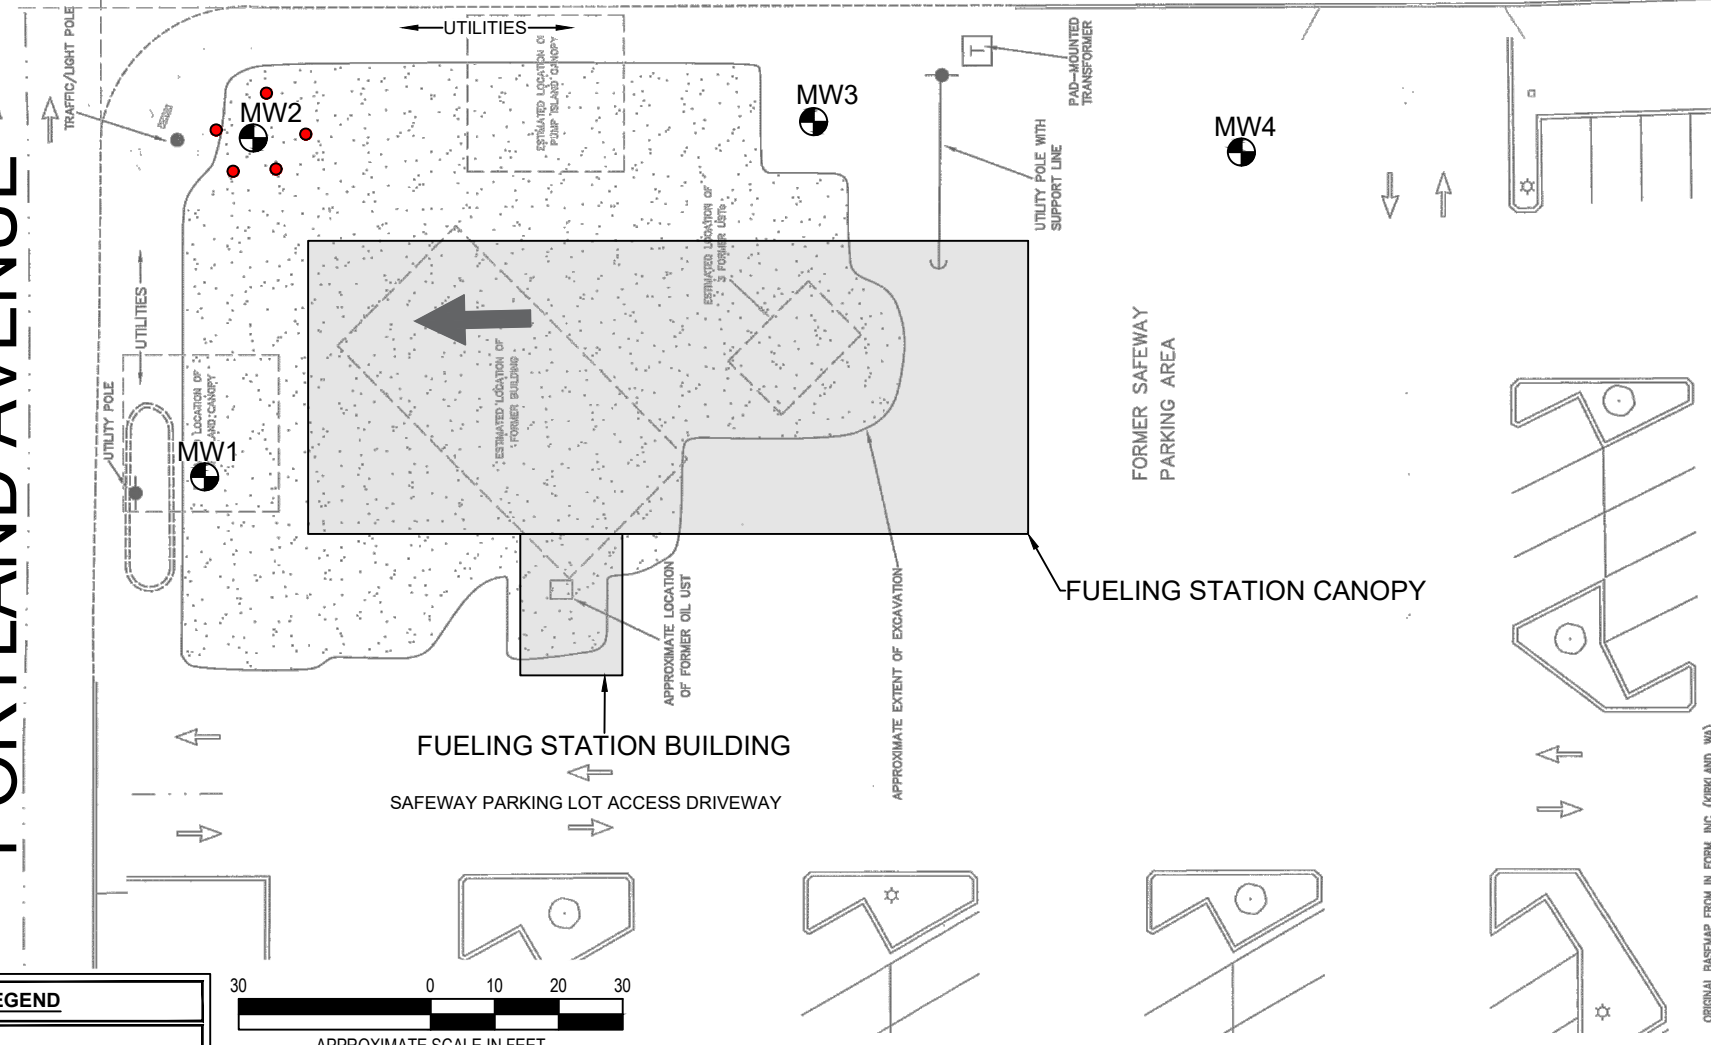 UTILITIES
TRAFFIC/LIGHT POLE
ESTIMATED LOCATION OF
PUMP ISLAND CANOPY
PAD-MOUNTED
TRANSFORMER
T
MW2
MW3
MW4
UTILITY POLE WITH
SUPPORT LINE
ESTIMATED LOCATION OF
3 FORMER USTs
UTILITIES
PORTLAND AVENUE
ESTIMATED LOCATION OF
FORMER BUILDING
LOCATION OF
AND CANOPY
UTILITY POLE
MW1
FORMER SAFEWAY
PARKING AREA
FUELING STATION CANOPY
APPROXIMATE LOCATION
OF FORMER OIL UST
APPROXIMATE EXTENT OF EXCAVATION
FUELING STATION BUILDING
SAFEWAY PARKING LOT ACCESS DRIVEWAY
ORIGINAL BASEMAP FROM IN FORM, INC. (KIRKLAND, WA)
EGEND
30 0 10 20 30
APPROXIMATE SCALE IN FEET